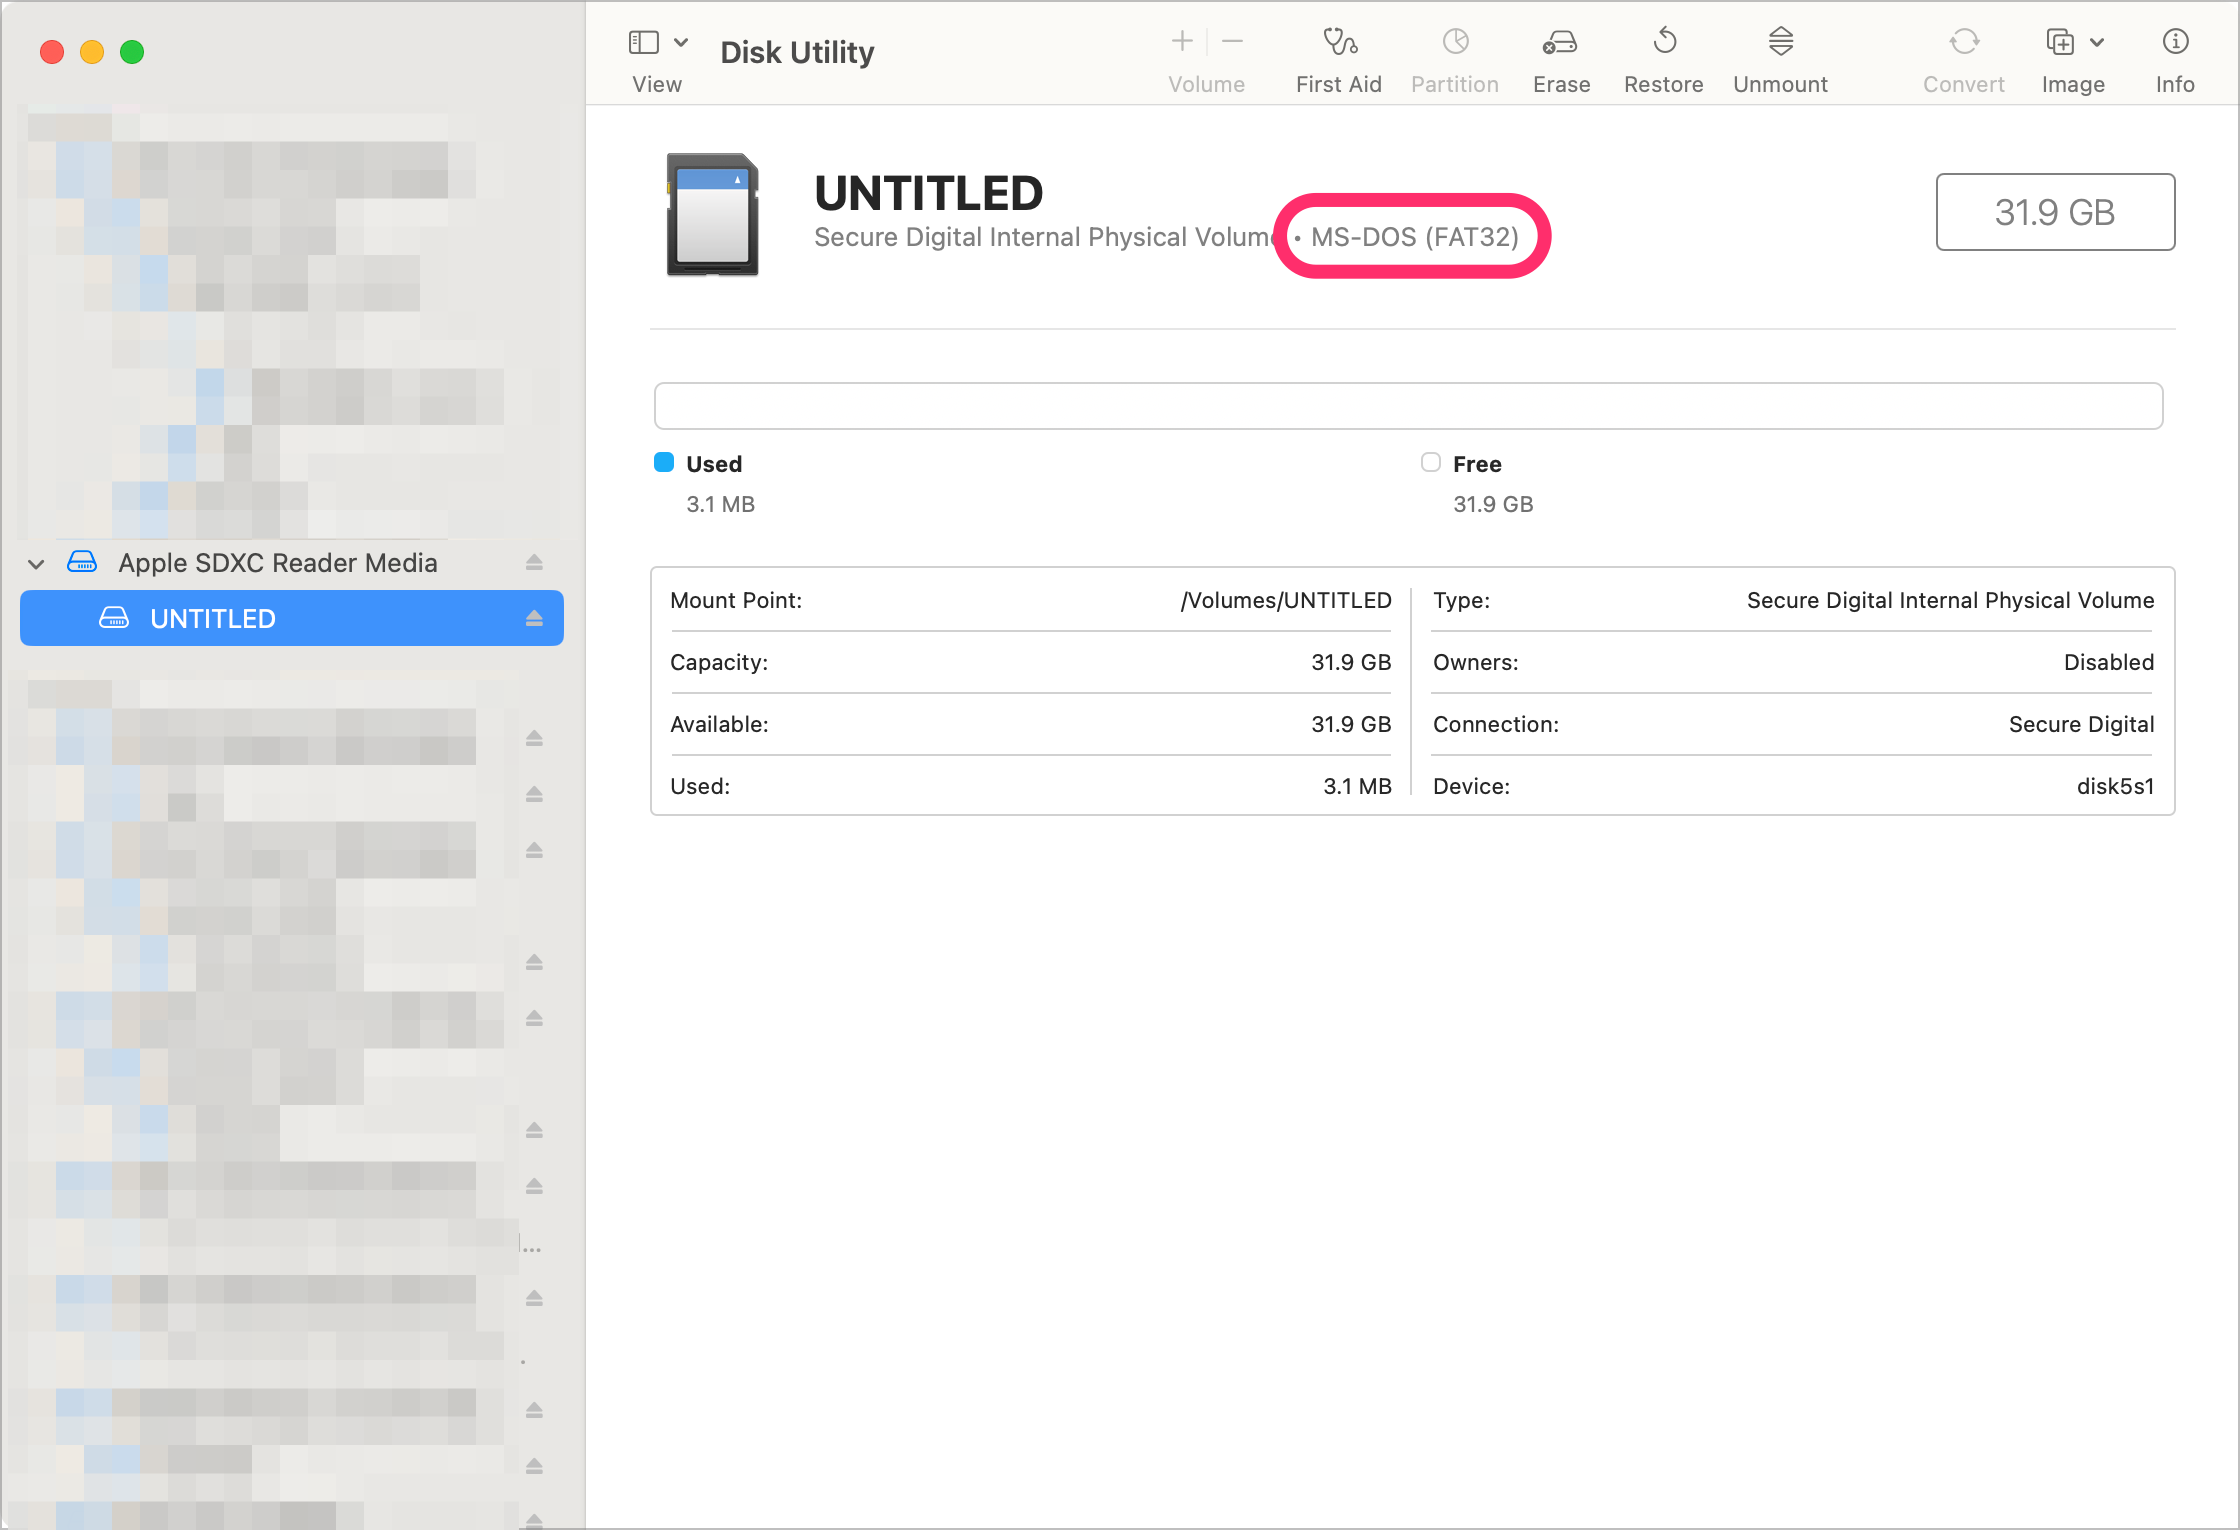 View
Disk Utility
Volume
First Aid
Partition
Erase
Restore
Unmount
Convert
Image
Info
UNTITLED
Secure Digital Internal Physical Volume • MS-DOS (FAT32)
31.9 GB
Used
3.1 MB
Free
31.9 GB
Apple SDXC Reader Media
UNTITLED
Mount Point: /Volumes/UNTITLED
Capacity: 31.9 GB
Available: 31.9 GB
Used: 3.1 MB
Type: Secure Digital Internal Physical Volume
Owners: Disabled
Connection: Secure Digital
Device: disk5s1